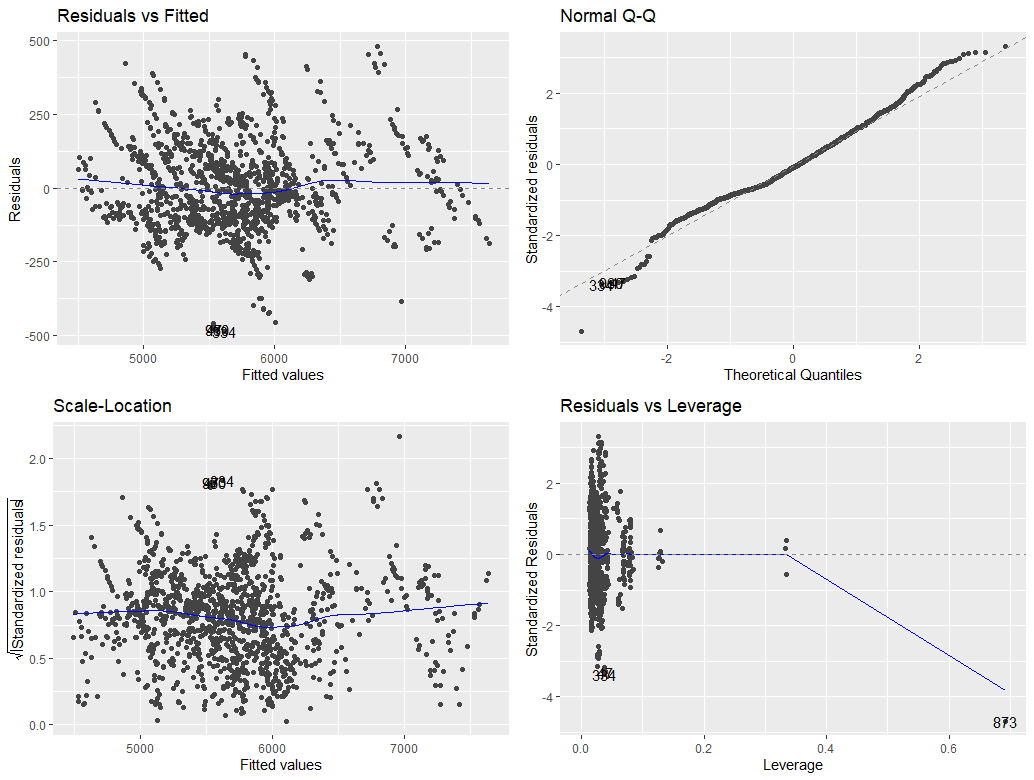 Residuals vs Fitted
500
250
0
-250
-500
Residuals
5000 6000 7000
Fitted values
Normal Q-Q
2
0
-2
-4
Standardized residuals
334
-2 0 2
Theoretical Quantiles
Scale-Location
2.0
1.5
1.0
0.5
0.0
√|Standardized residuals|
5000 6000 7000
Fitted values
Residuals vs Leverage
2
0
-2
-4
Standardized Residuals
334
873
0.0 0.2 0.4 0.6
Leverage